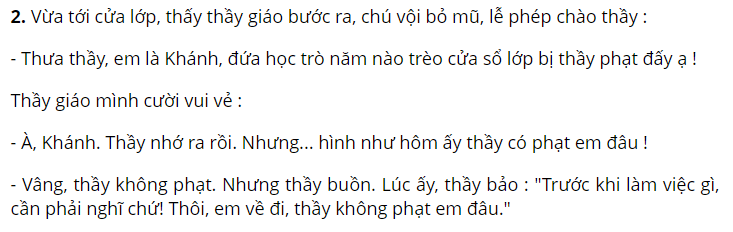 2. Vừa tới cửa lớp, thấy thầy giáo bước ra, chú vội bỏ mũ, lễ phép chào thầy :
- Thưa thầy, em là Khánh, đứa học trò năm nào trèo cửa sổ lớp bị thầy phạt đấy ạ !
Thầy giáo mình cười vui vẻ :
- À, Khánh. Thầy nhớ ra rồi. Nhưng... hình như hôm ấy thầy có phạt em đâu !
- Vâng, thầy không phạt. Nhưng thầy buồn. Lúc ấy, thầy bảo : "Trước khi làm việc gì,
cần phải nghĩ chứ! Thôi, em về đi, thầy không phạt em đâu."